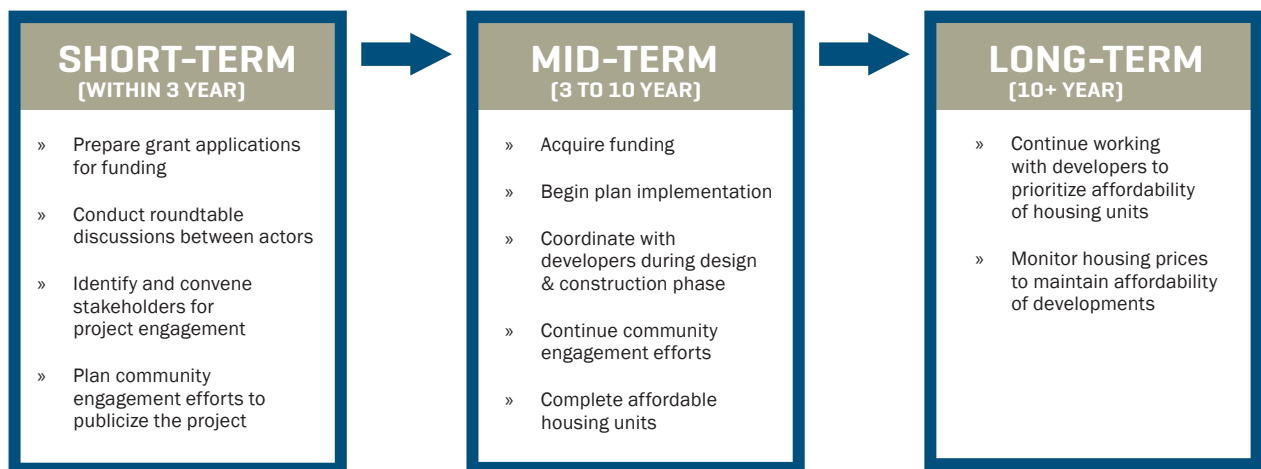 SHORT-TERM
(WITHIN 3 YEAR)
» Prepare grant applications
for funding
» Conduct roundtable
discussions between actors
» Identify and convene
stakeholders for
project engagement
» Plan community
engagement efforts to
publicize the project
MID-TERM
(3 TO 10 YEAR)
» Acquire funding
» Begin plan implementation
» Coordinate with
developers during design
& construction phase
» Continue community
engagement efforts
» Complete affordable
housing units
LONG-TERM
(10+ YEAR)
» Continue working
with developers to
prioritize affordability
of housing units
» Monitor housing prices
to maintain affordability
of developments